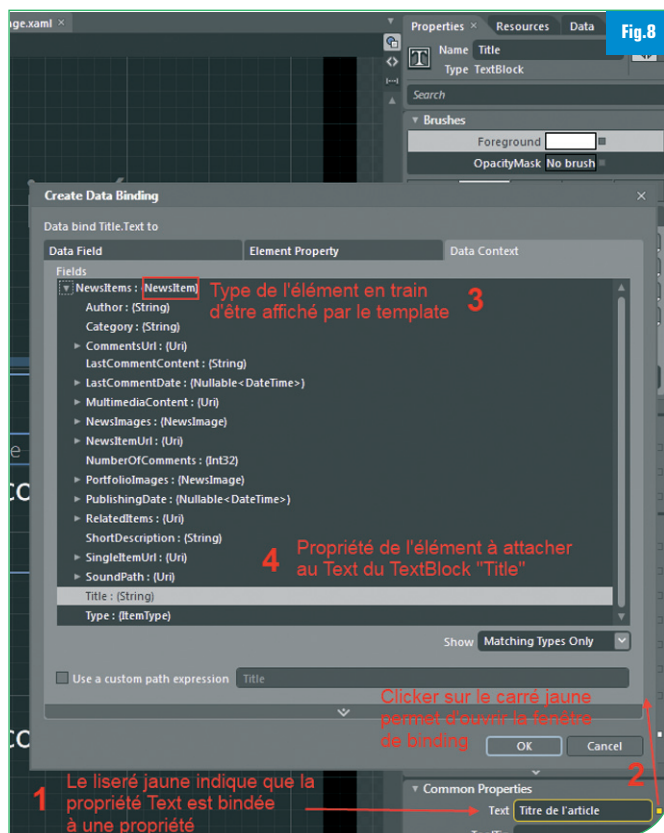 ge.xaml ×
Properties × Resources Data
Fig.8
Name Title
Type TextBlock
Search
Brushes
Foreground
OpacityMask No brush
Create Data Binding ×
Data bind Title.Text to
Data Field Element Property Data Context
Fields
NewsItems : (NewsItem)
Type de l'élément en train
d'être affiché par le template
3
Author : (String)
Category : (String)
CommentsUrl : (Uri)
LastCommentContent : (String)
LastCommentDate : (Nullable<DateTime>)
MultimediaContent : (Uri)
NewsImages : (NewsImage)
NewsItemUrl : (Uri)
NumberOfComments : (Int32)
PortfolioImages : (NewsImage)
PublishingDate : (Nullable<DateTime>)
RelatedItems : (Uri)
ShortDescription : (String)
SingleItemUrl : (Uri)
SoundPath : (Uri)
4
Propriété de l'élément à attacher
au Text du TextBlock "Title"
Title : (String)
Type : (ItemType)
Show Matching Types Only
Use a custom path expression Title
Clicker sur le carré jaune
permet d'ouvrir la fenêtre
de binding
OK Cancel
2
1
Le liseré jaune indique que la
propriété Text est bindée
à une propriété
Common Properties
Text Titre de l'article